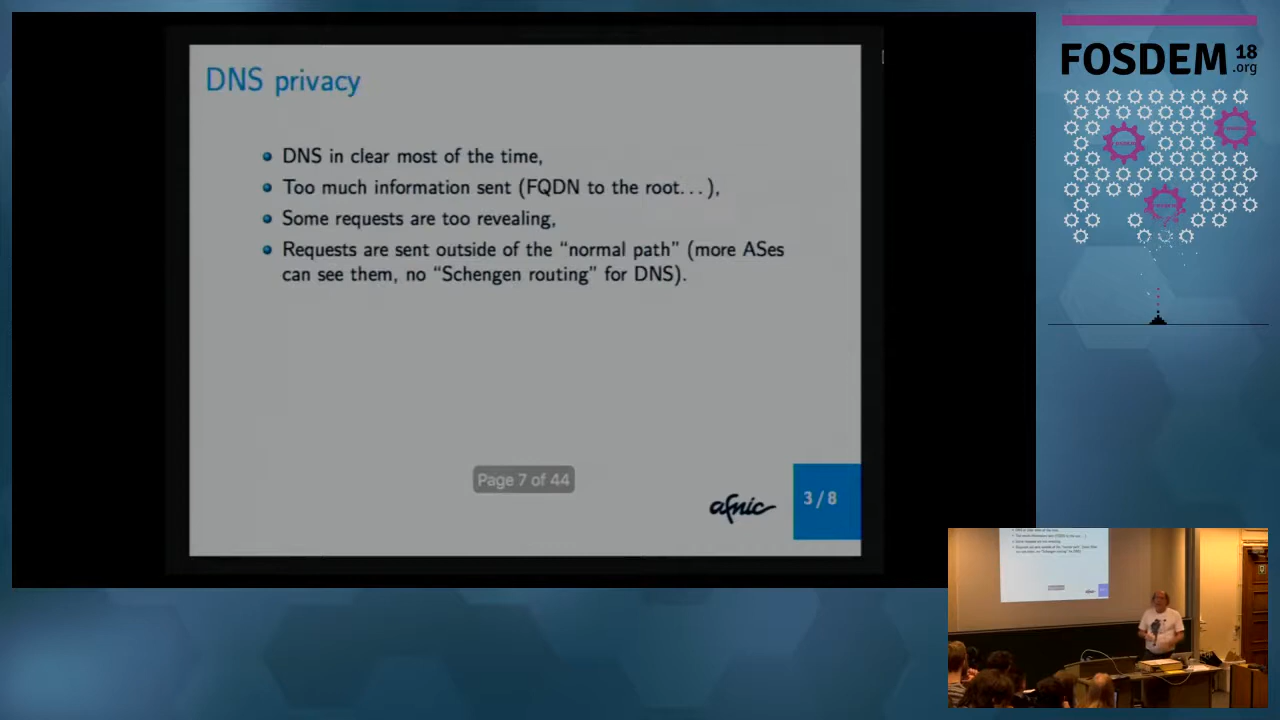 DNS privacy
DNS in clear most of the time,
Too much information sent (FQDN to the root. . . ),
Some requests are too revealing,
Requests are sent outside of the “normal path” (more ASes
can see them, no “Schengen routing” for DNS).
Page 7 of 44
afnic
3 / 8
FOSDEM 18
.org